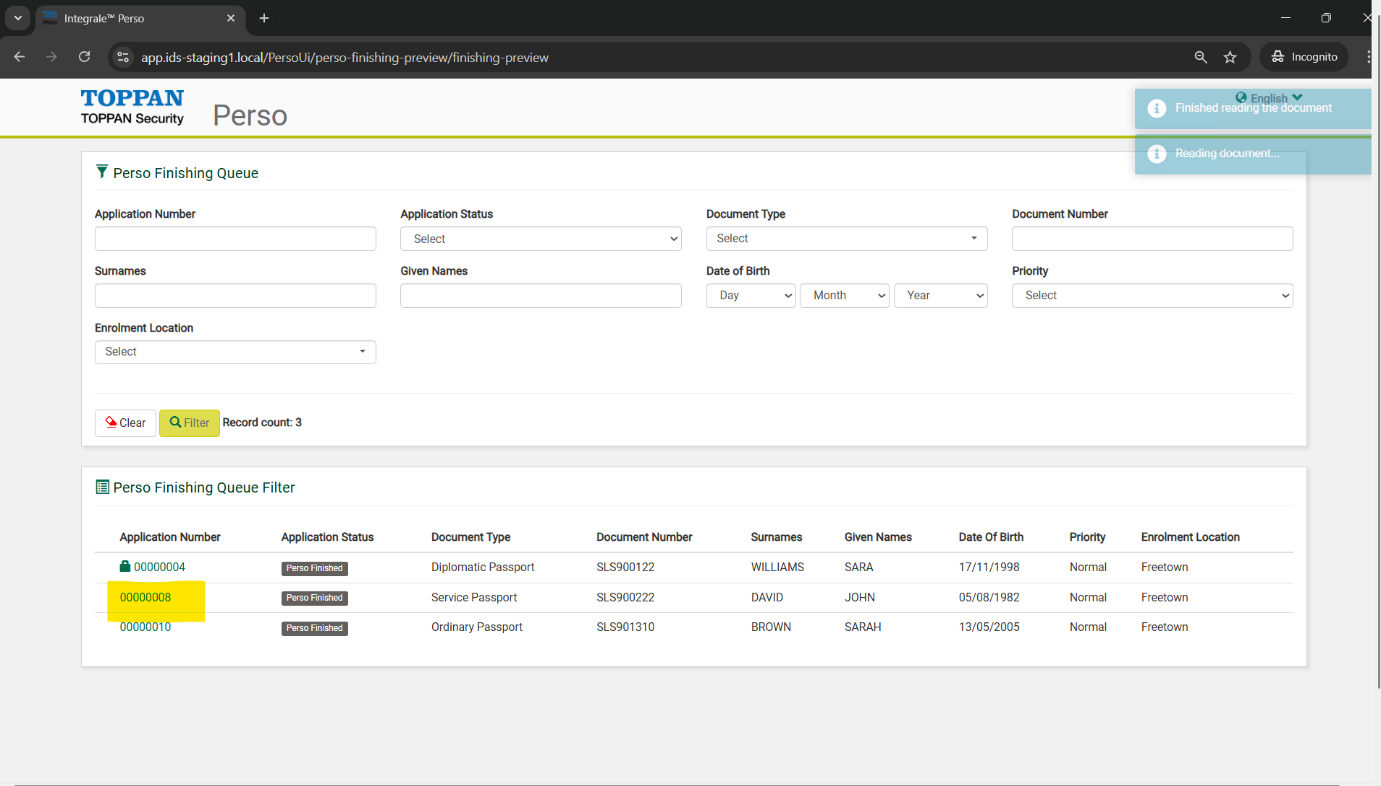 Integrale™ Perso
app.ids-staging1.local/PersoUi/perso-finishing-preview/finishing-preview
Incognito
TOPPAN
TOPPAN Security
Perso
English
Finished reading the document
Reading document...
Perso Finishing Queue
Application Number Application Status Document Type Document Number
Select Select
Surnames Given Names Date of Birth Priority
Day Month Year Select
Enrolment Location
Select
Clear Filter Record count: 3
Perso Finishing Queue Filter
Application Number Application Status Document Type Document Number Surnames Given Names Date Of Birth Priority Enrolment Location
00000004 Perso Finished Diplomatic Passport SLS900122 WILLIAMS SARA 17/11/1998 Normal Freetown
00000008 Perso Finished Service Passport SLS900222 DAVID JOHN 05/08/1982 Normal Freetown
00000010 Perso Finished Ordinary Passport SLS901310 BROWN SARAH 13/05/2005 Normal Freetown